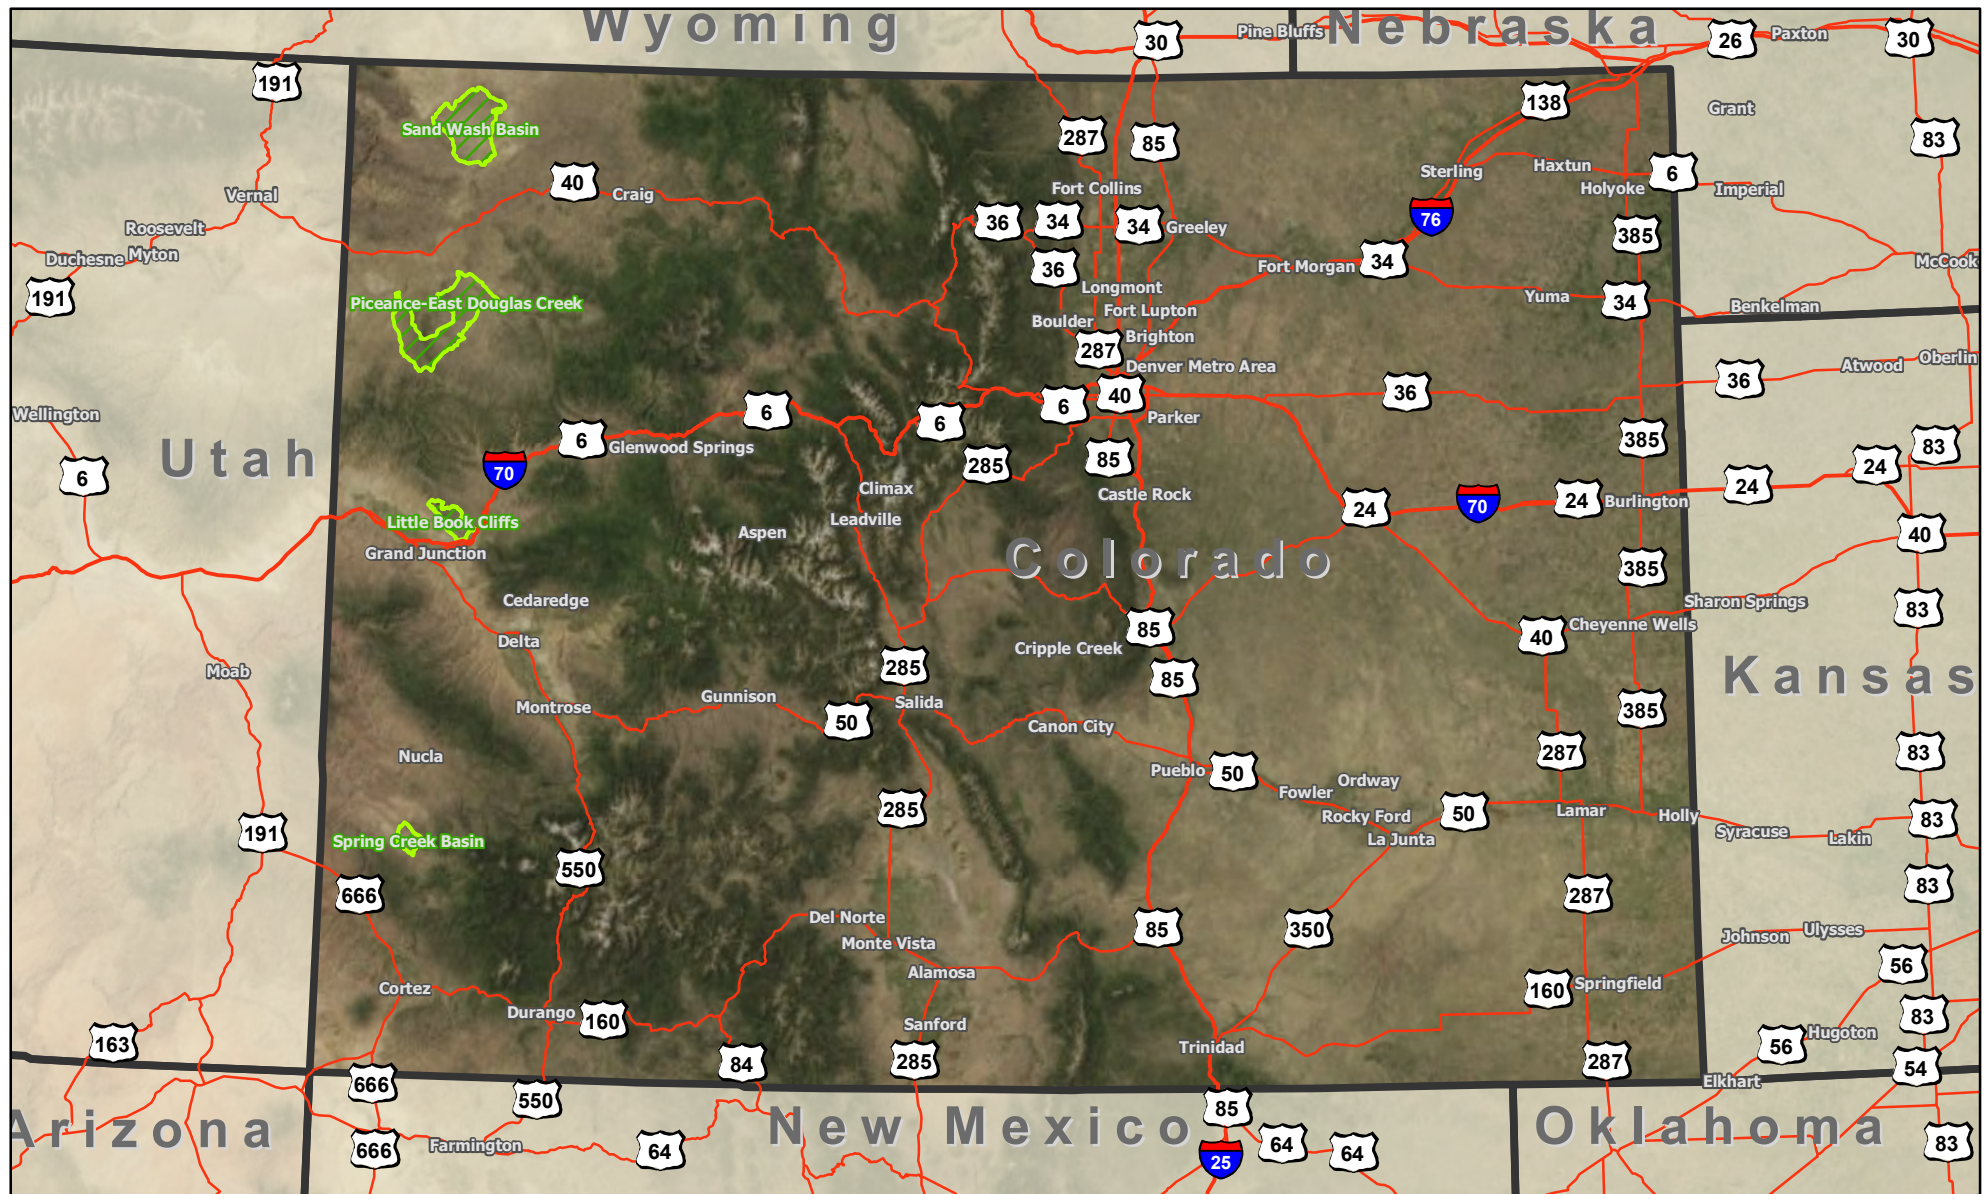 Wyoming
Nebraska
30
Pine Bluffs
26
Paxton
30
191
138
Grant
Sand Wash Basin
287
85
83
40
Craig
Fort Collins
Sterling
Haxtun
Holyoke
6
Imperial
Vernal
Roosevelt
Duchesne
Myton
191
36
34
34
Greeley
76
385
36
Fort Morgan
34
McCook
Piceance-East Douglas Creek
Longmont
Fort Lupton
Yuma
34
Benkelman
Boulder
Brighton
287
Denver Metro Area
Atwood
Oberlin
36
36
6
6
6
40
Parker
Wellington
Utah
6
6
Glenwood Springs
70
285
85
Castle Rock
385
83
24
24
Climax
Leadville
Aspen
24
70
24
Burlington
Little Book Cliffs
Grand Junction
Colorado
40
385
Cedaredge
Delta
Sharon Springs
83
85
Cripple Creek
40
Cheyenne Wells
Moab
285
85
Kansas
Montrose
Gunnison
50
Salida
Canon City
385
Nucla
Pueblo
50
Fowler
Ordway
287
83
191
285
Rocky Ford
La Junta
50
Lamar
Holly
Syracuse
Lakin
83
Spring Creek Basin
550
666
287
83
Del Norte
Monte Vista
Alamosa
85
350
Johnson
Ulysses
56
Cortez
Durango
160
160
Springfield
163
Sanford
Trinidad
83
56
Hugoton
84
285
287
54
666
550
Elkhart
85
Arizona
New Mexico
Oklahoma
666
Farmington
64
25
64
64
83